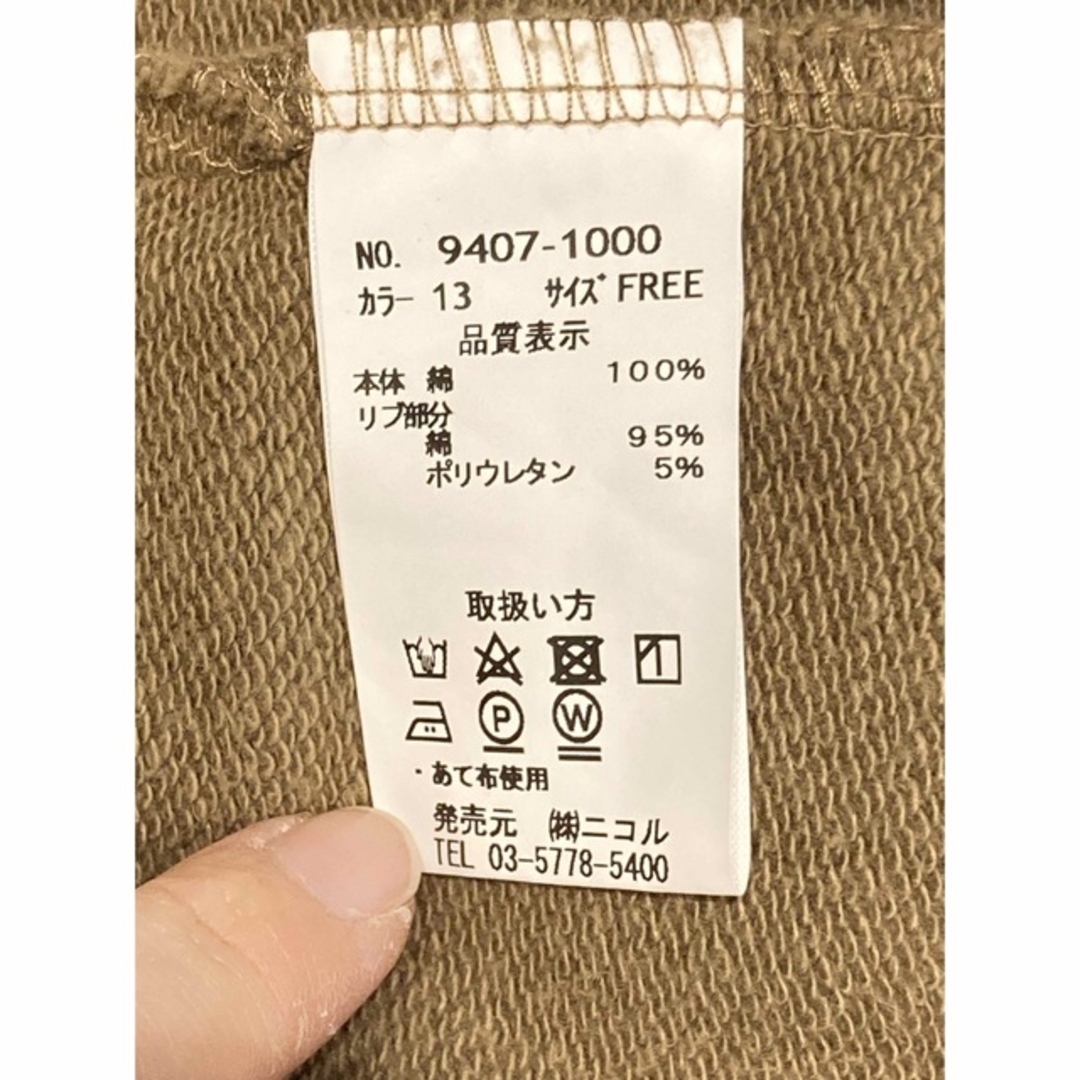 NO. 9407-1000
カラー 13 サイズ FREE
品質表示
本体 綿 100%
リブ部分
綿 95%
ポリウレタン 5%
取扱い方
P W
・あて布使用
発売元 ㈱ニコル
TEL 03-5778-5400